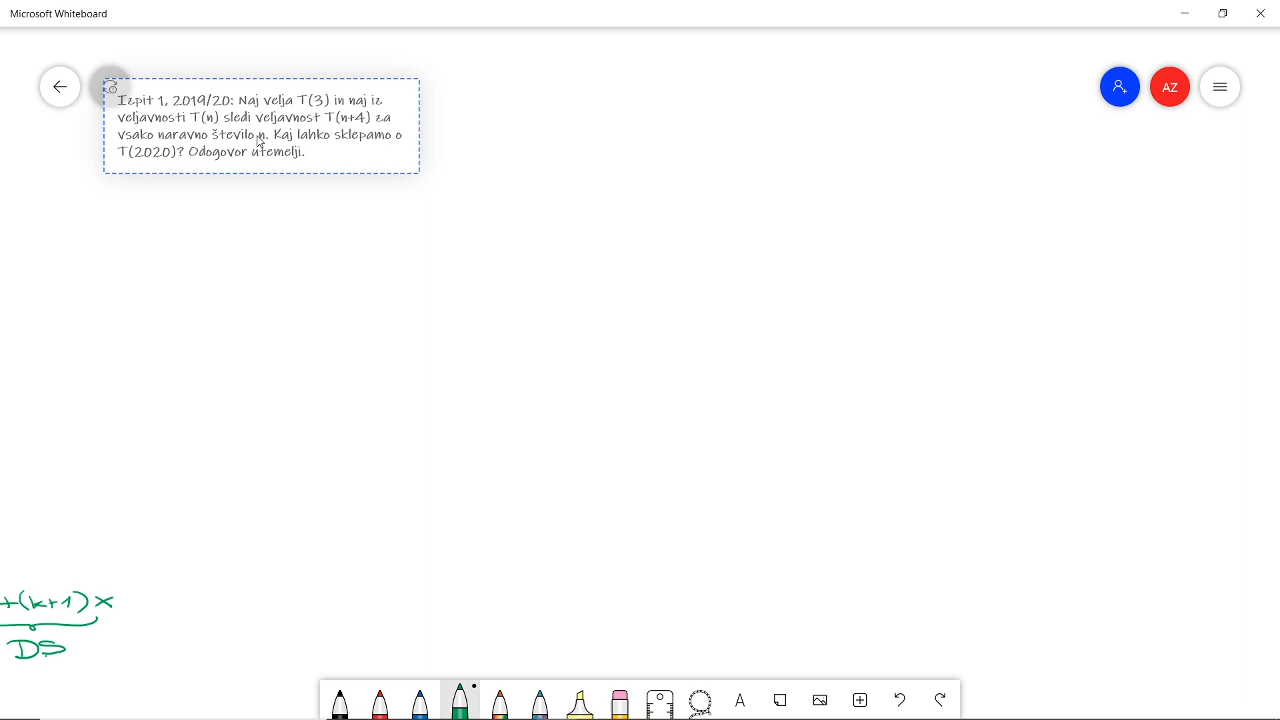 Microsoft Whiteboard
Izpit 1, 2019/20: Naj velja T(3) in naj iz
veljavnosti T(n) sledi veljavnost T(n+4) za
vsako naravno število n. Kaj lahko sklepamo o
T(2020)? Odogovor utemelji.
AZ
+(k+1)x
DS
A